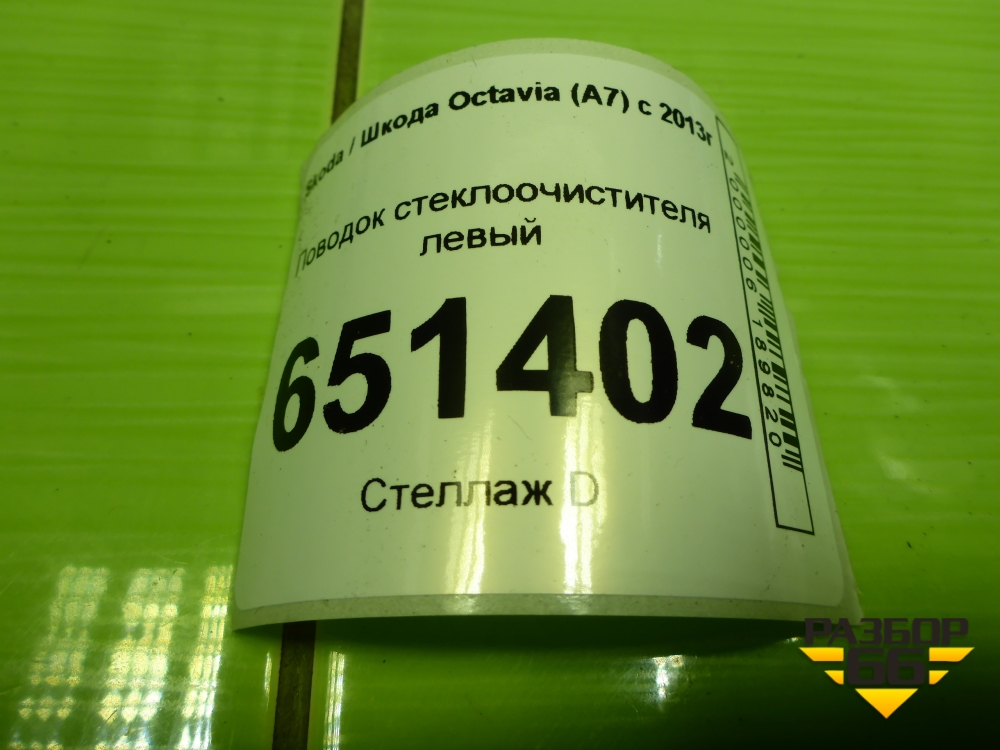 Skoda / Шкода Octavia (A7) с 2013г
Поводок стеклоочистителя
левый
651402
Стеллаж D
2000006189820
РАЗБОР
66